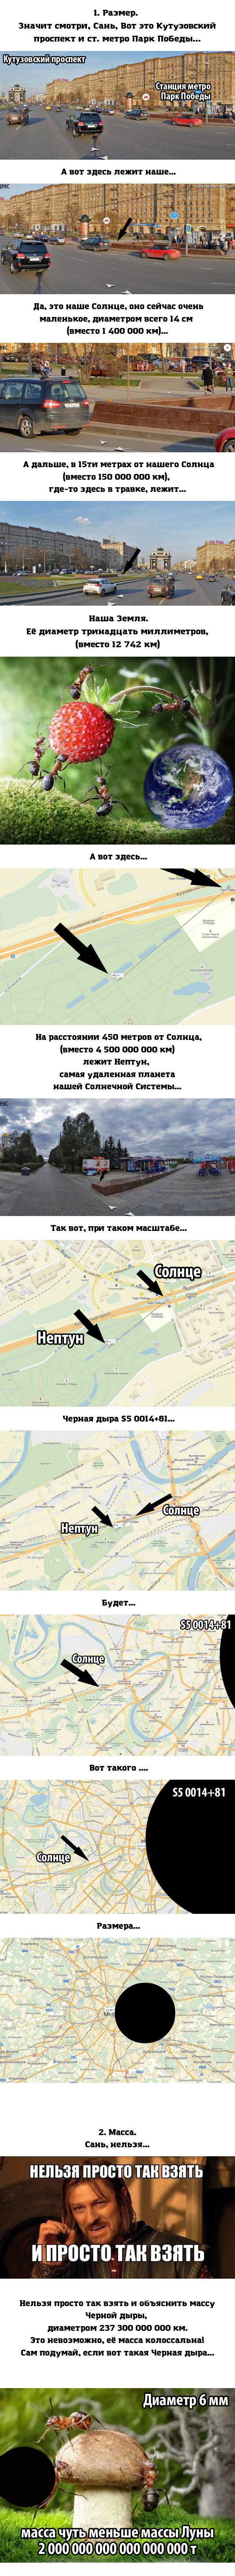 1. Размер.
Значит смотри, Сань, Вот это Кутузовский
проспект и ст. метро Парк Победы...
Кутузовский проспект
Станция метро
Парк Победы
А вот здесь лежит наше...
Да, это наше Солнце, оно сейчас очень
маленькое, диаметром всего 14 см
(вместо 1 400 000 км)...
А дальше, в 15ти метрах от нашего Солнца
(вместо 150 000 000 км),
где-то здесь в травке, лежит...
Наша Земля.
Её диаметр тринадцать миллиметров,
(вместо 12 742 км)
А вот здесь...
На расстоянии 450 метров от Солнца,
(вместо 4 500 000 000 км)
лежит Нептун,
самая удаленная планета
нашей Солнечной Системы...
Так вот, при таком масштабе...
Солнце
Нептун
Черная дыра S5 0014+81...
Солнце
Нептун
Будет...
S5 0014+81
Солнце
Вот такого ....
S5 0014+81
Солнце
Размера...
2. Масса.
Сань, нельзя...
НЕЛЬЗЯ ПРОСТО ТАК ВЗЯТЬ
И ПРОСТО ТАК ВЗЯТЬ
Нельзя просто так взять и объяснить массу
Черной дыры,
диаметром 237 300 000 000 км.
Это невозможно, её масса колоссальна!
Сам подумай, если вот такая Черная дыра...
Диаметр 6 мм
масса чуть меньше массы Луны
2 000 000 000 000 000 000 т